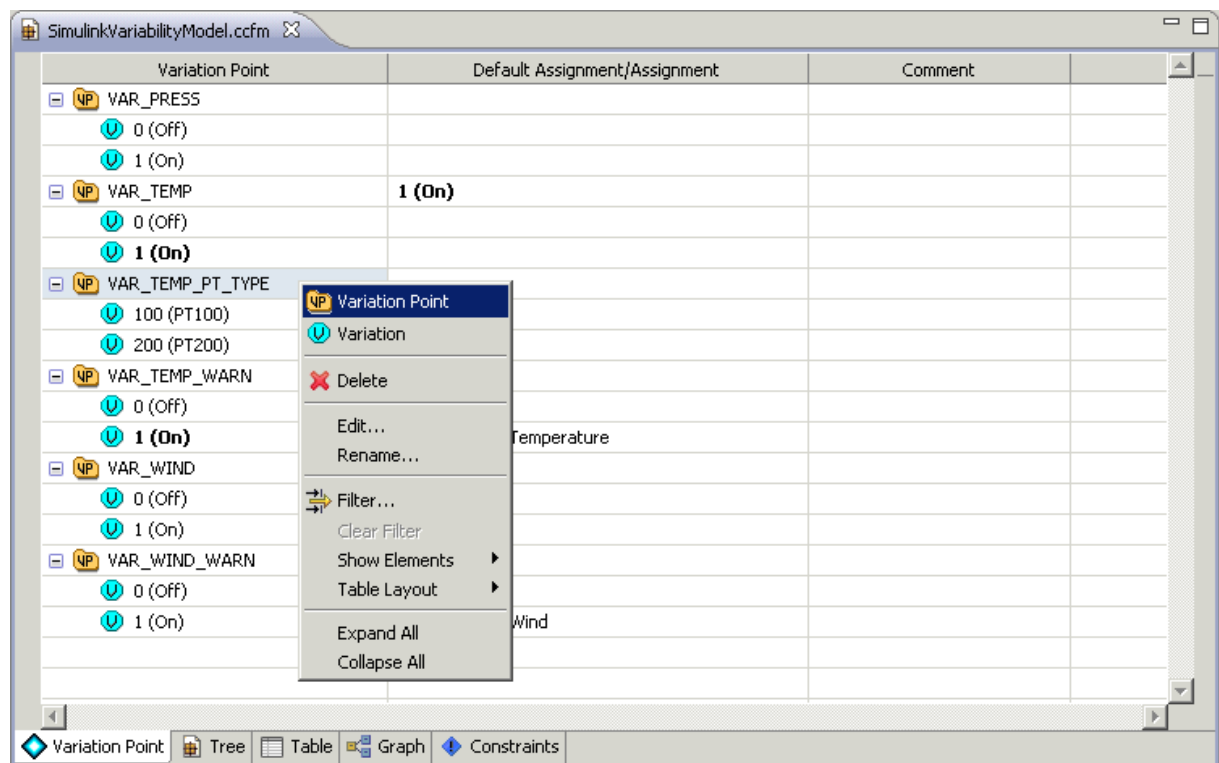 SimulinkVariabilityModel.ccfm
Variation Point Default Assignment/Assignment Comment
VP VAR_PRESS
V 0 (Off)
V 1 (On)
VP VAR_TEMP 1 (On)
V 0 (Off)
V 1 (On)
VP VAR_TEMP_PT_TYPE
V 100 (PT100)
V 200 (PT200)
VP VAR_TEMP_WARN
V 0 (Off)
V 1 (On) Temperature
VP VAR_WIND
V 0 (Off)
V 1 (On)
VP VAR_WIND_WARN
V 0 (Off)
V 1 (On) Wind
VP Variation Point
V Variation
Delete
Edit...
Rename...
Filter...
Clear Filter
Show Elements
Table Layout
Expand All
Collapse All
Variation Point Tree Table Graph Constraints